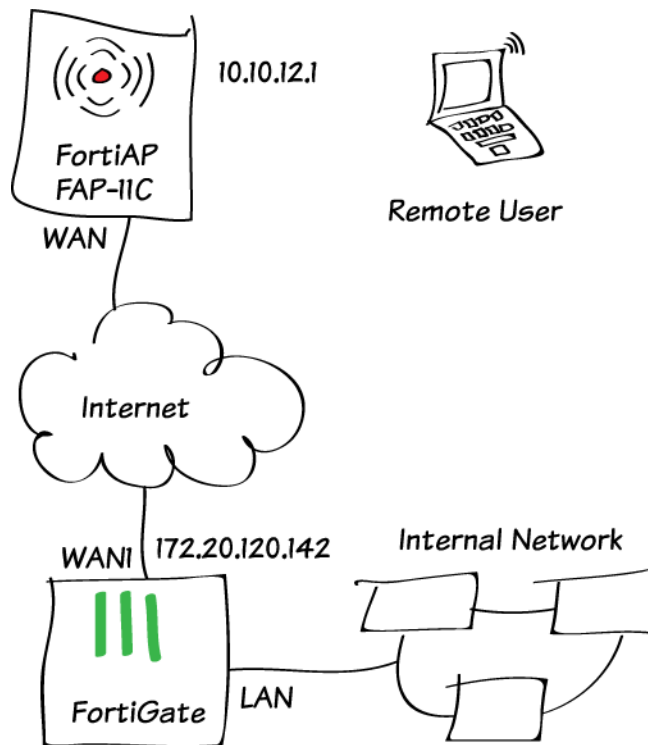 10.10.12.1
FortiAP
FAP-11C
Remote User
WAN
Internet
WAN1
172.20.120.142
Internal Network
FortiGate
LAN